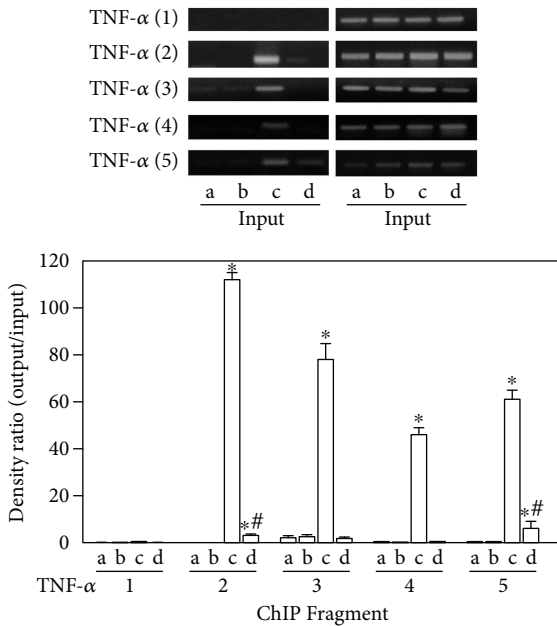 TNF-α (1)
TNF-α (2)
TNF-α (3)
TNF-α (4)
TNF-α (5)
a b c d a b c d
Input Input
Density ratio (output/input)
120
100
80
60
40
20
0
* * * * *# *#
a b c d a b c d a b c d a b c d a b c d
TNF-α 1 2 3 4 5
ChIP Fragment